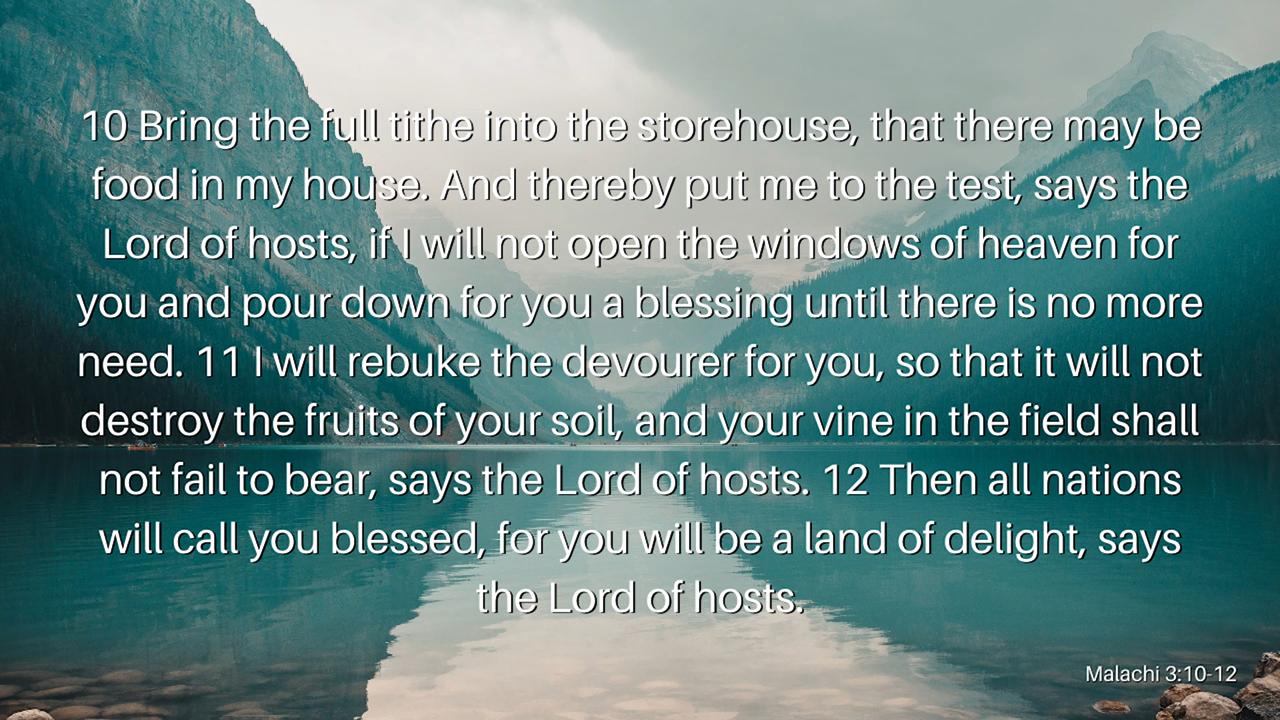 10 Bring the full tithe into the storehouse, that there may be
food in my house. And thereby put me to the test, says the
Lord of hosts, if I will not open the windows of heaven for
you and pour down for you a blessing until there is no more
need. 11 I will rebuke the devourer for you, so that it will not
destroy the fruits of your soil, and your vine in the field shall
not fail to bear, says the Lord of hosts. 12 Then all nations
will call you blessed, for you will be a land of delight, says
the Lord of hosts.
Malachi 3:10-12